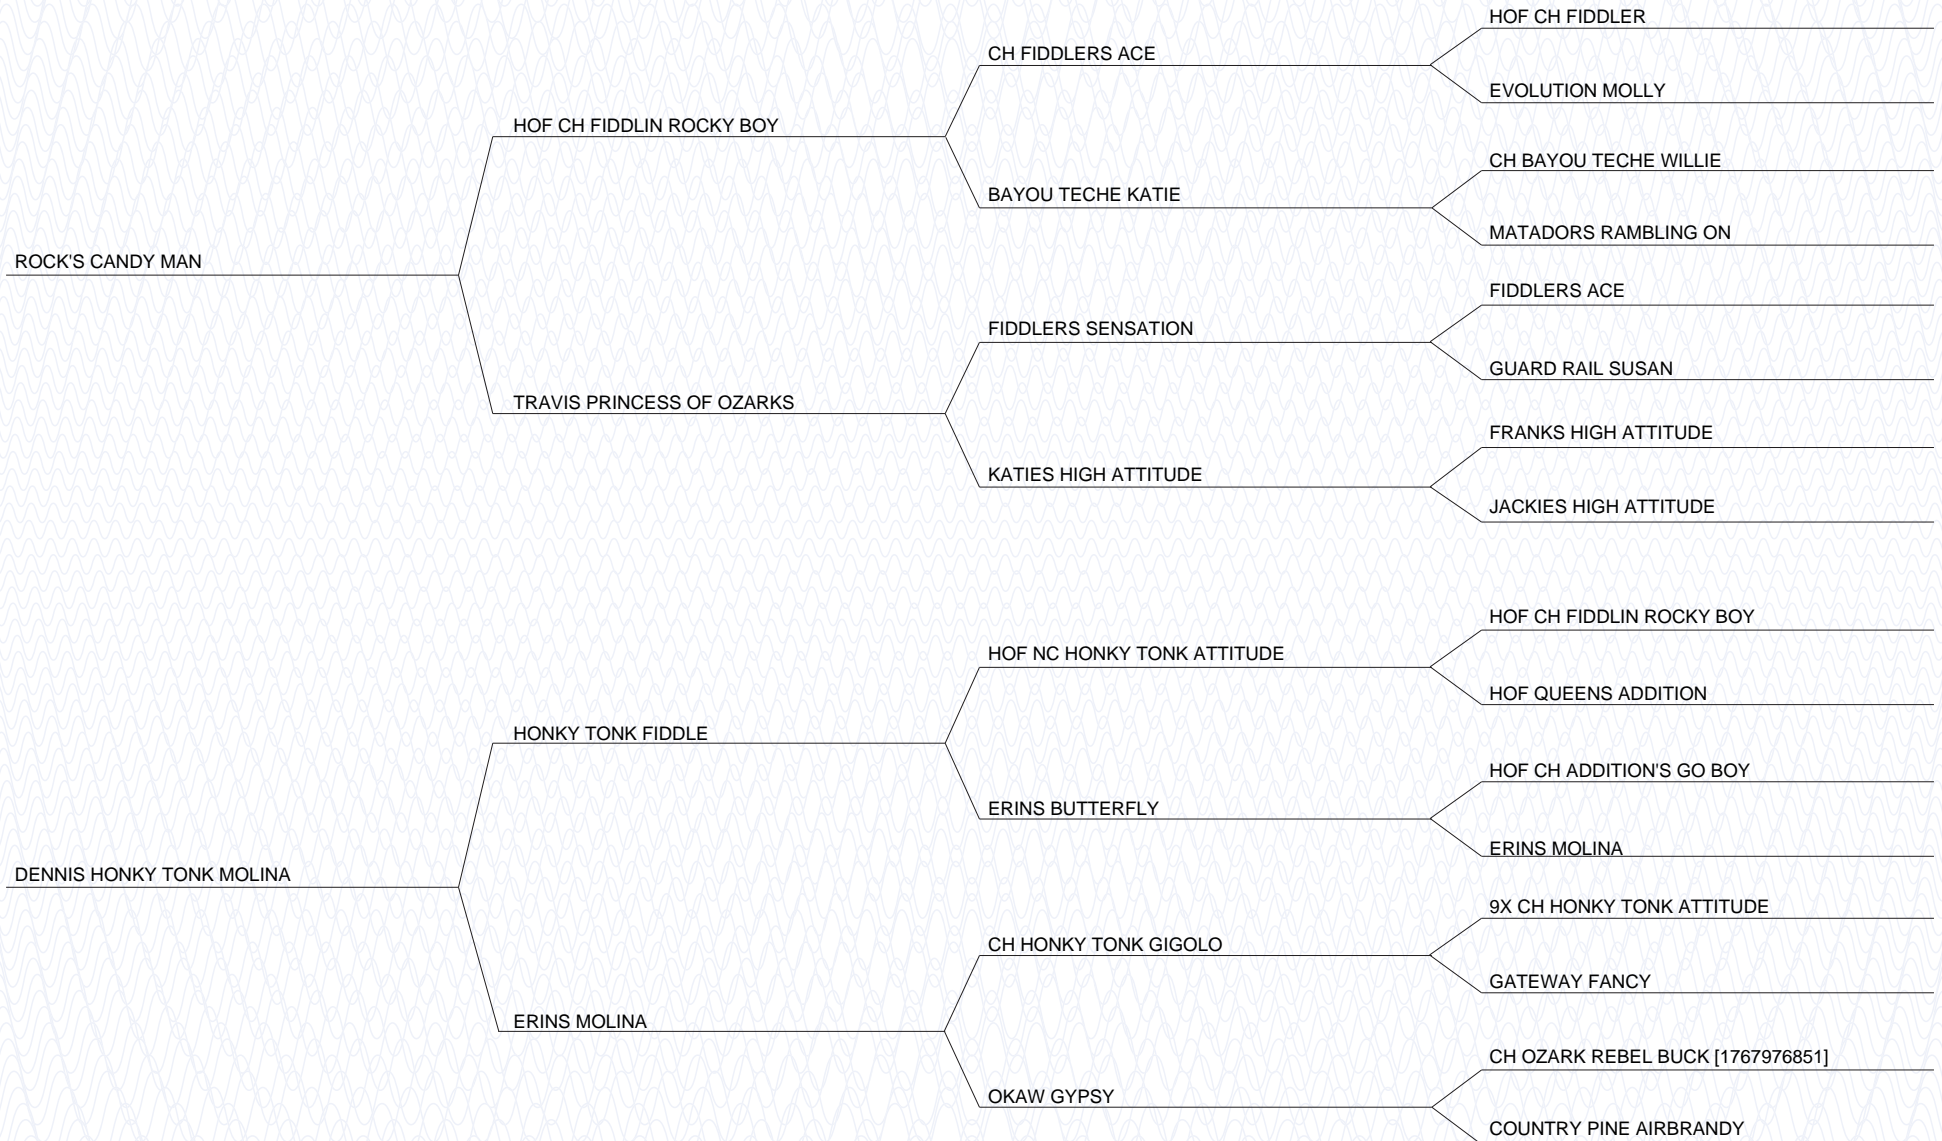 HOF CH FIDDLER
CH FIDDLERS ACE
EVOLUTION MOLLY
HOF CH FIDDLIN ROCKY BOY
CH BAYOU TECHE WILLIE
BAYOU TECHE KATIE
MATADORS RAMBLING ON
ROCK'S CANDY MAN
FIDDLERS ACE
FIDDLERS SENSATION
GUARD RAIL SUSAN
TRAVIS PRINCESS OF OZARKS
FRANKS HIGH ATTITUDE
KATIES HIGH ATTITUDE
JACKIES HIGH ATTITUDE
HOF CH FIDDLIN ROCKY BOY
HOF NC HONKY TONK ATTITUDE
HOF QUEENS ADDITION
HONKY TONK FIDDLE
HOF CH ADDITION'S GO BOY
ERINS BUTTERFLY
ERINS MOLINA
DENNIS HONKY TONK MOLINA
9X CH HONKY TONK ATTITUDE
CH HONKY TONK GIGOLO
GATEWAY FANCY
ERINS MOLINA
CH OZARK REBEL BUCK [1767976851]
OKAW GYPSY
COUNTRY PINE AIRBRANDY